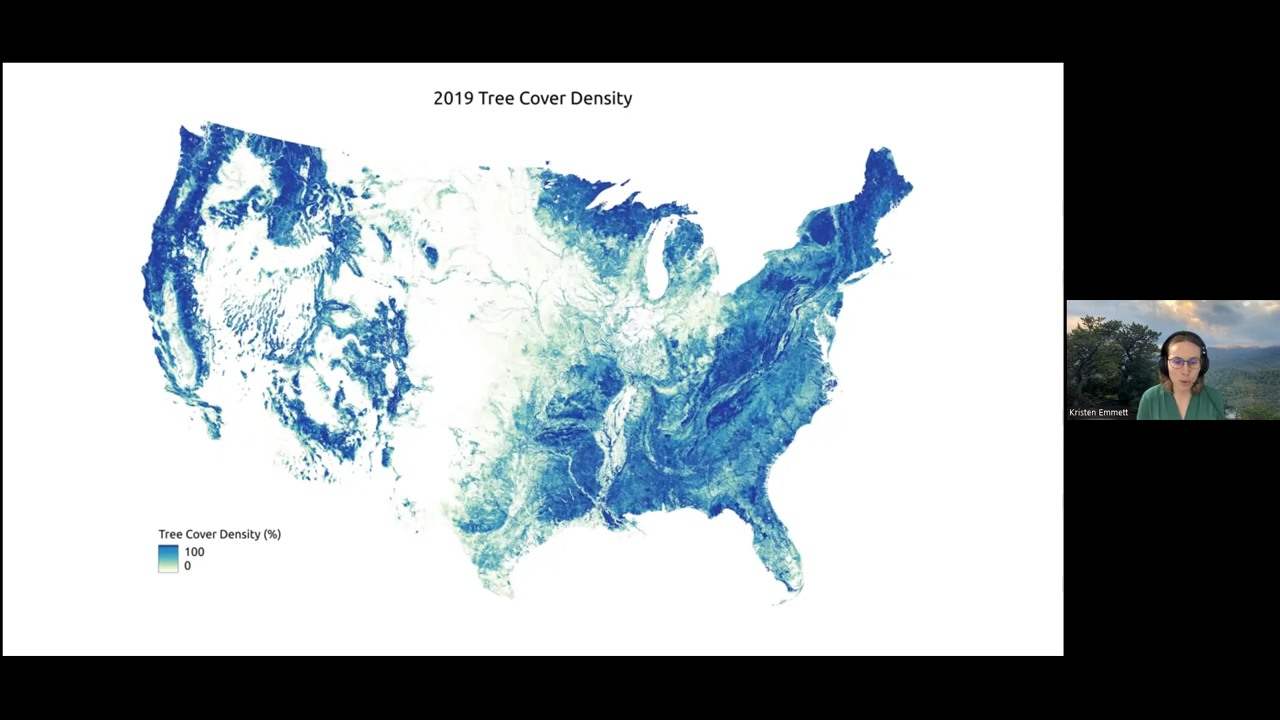 2019 Tree Cover Density
Tree Cover Density (%)
100
0
Kristen Emmett